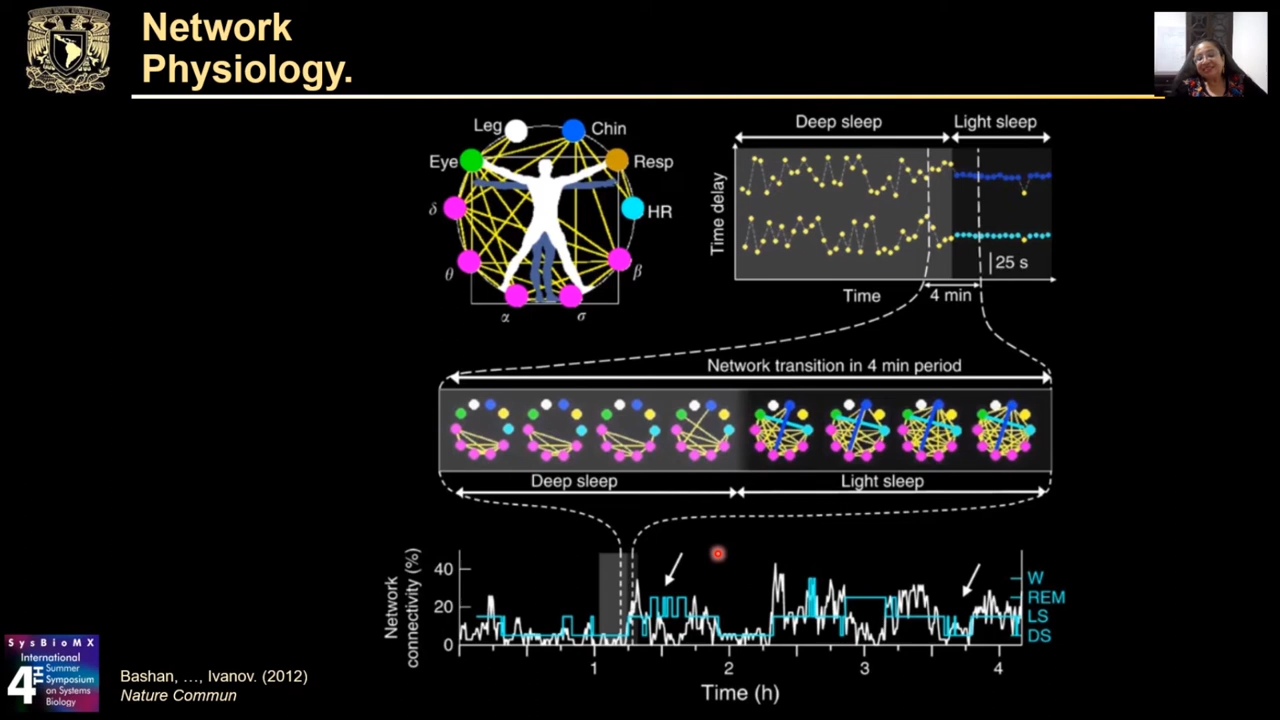 Network
Physiology.
Leg
Chin
Eye
Resp
δ
HR
θ
β
α
σ
Deep sleep
Light sleep
Time delay
25 s
Time
4 min
Network transition in 4 min period
Deep sleep
Light sleep
Network
connectivity (%)
40
20
0
W
REM
LS
DS
1
2
3
4
Time (h)
SysBioMX
International
4TH
Summer
Symposium
on Systems
Biology
Bashan, …, Ivanov. (2012)
Nature Commun